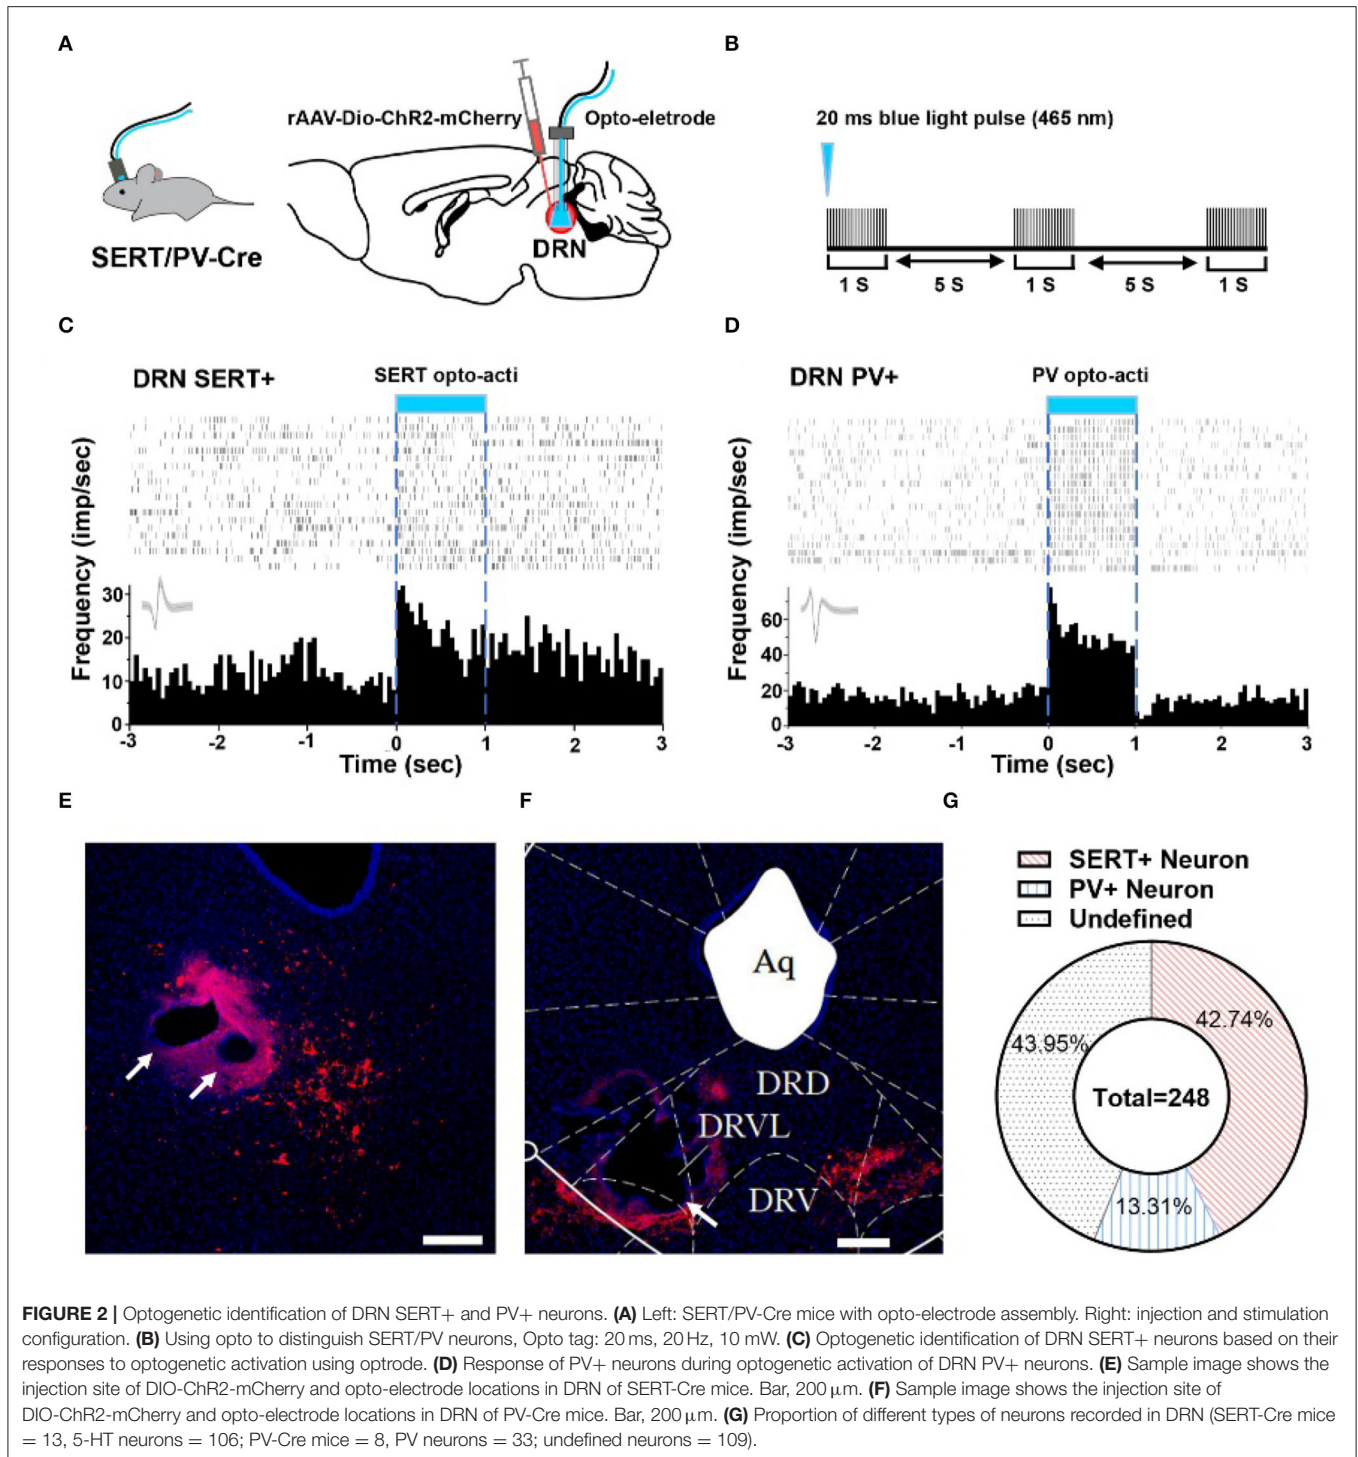 A
rAAV-Dio-ChR2-mCherry
Opto-eletrode
SERT/PV-Cre
DRN
B
20 ms blue light pulse (465 nm)
1 S
5 S
1 S
5 S
1 S
C
DRN SERT+
SERT opto-acti
Frequency (imp/sec)
30
20
10
0
-3
-2
-1
0
1
2
3
Time (sec)
D
DRN PV+
PV opto-acti
Frequency (imp/sec)
60
40
20
0
-3
-2
-1
0
1
2
3
Time (sec)
E
F
Aq
DRD
DRVL
DRV
G
SERT+ Neuron
PV+ Neuron
Undefined
42.74%
43.95%
Total=248
13.31%
FIGURE 2 | Optogenetic identification of DRN SERT+ and PV+ neurons. (A) Left: SERT/PV-Cre mice with opto-electrode assembly. Right: injection and stimulation
configuration. (B) Using opto to distinguish SERT/PV neurons, Opto tag: 20 ms, 20 Hz, 10 mW. (C) Optogenetic identification of DRN SERT+ neurons based on their
responses to optogenetic activation using optrode. (D) Response of PV+ neurons during optogenetic activation of DRN PV+ neurons. (E) Sample image shows the
injection site of DIO-ChR2-mCherry and opto-electrode locations in DRN of SERT-Cre mice. Bar, 200 μm. (F) Sample image shows the injection site of
DIO-ChR2-mCherry and opto-electrode locations in DRN of PV-Cre mice. Bar, 200 μm. (G) Proportion of different types of neurons recorded in DRN (SERT-Cre mice
= 13, 5-HT neurons = 106; PV-Cre mice = 8, PV neurons = 33; undefined neurons = 109).